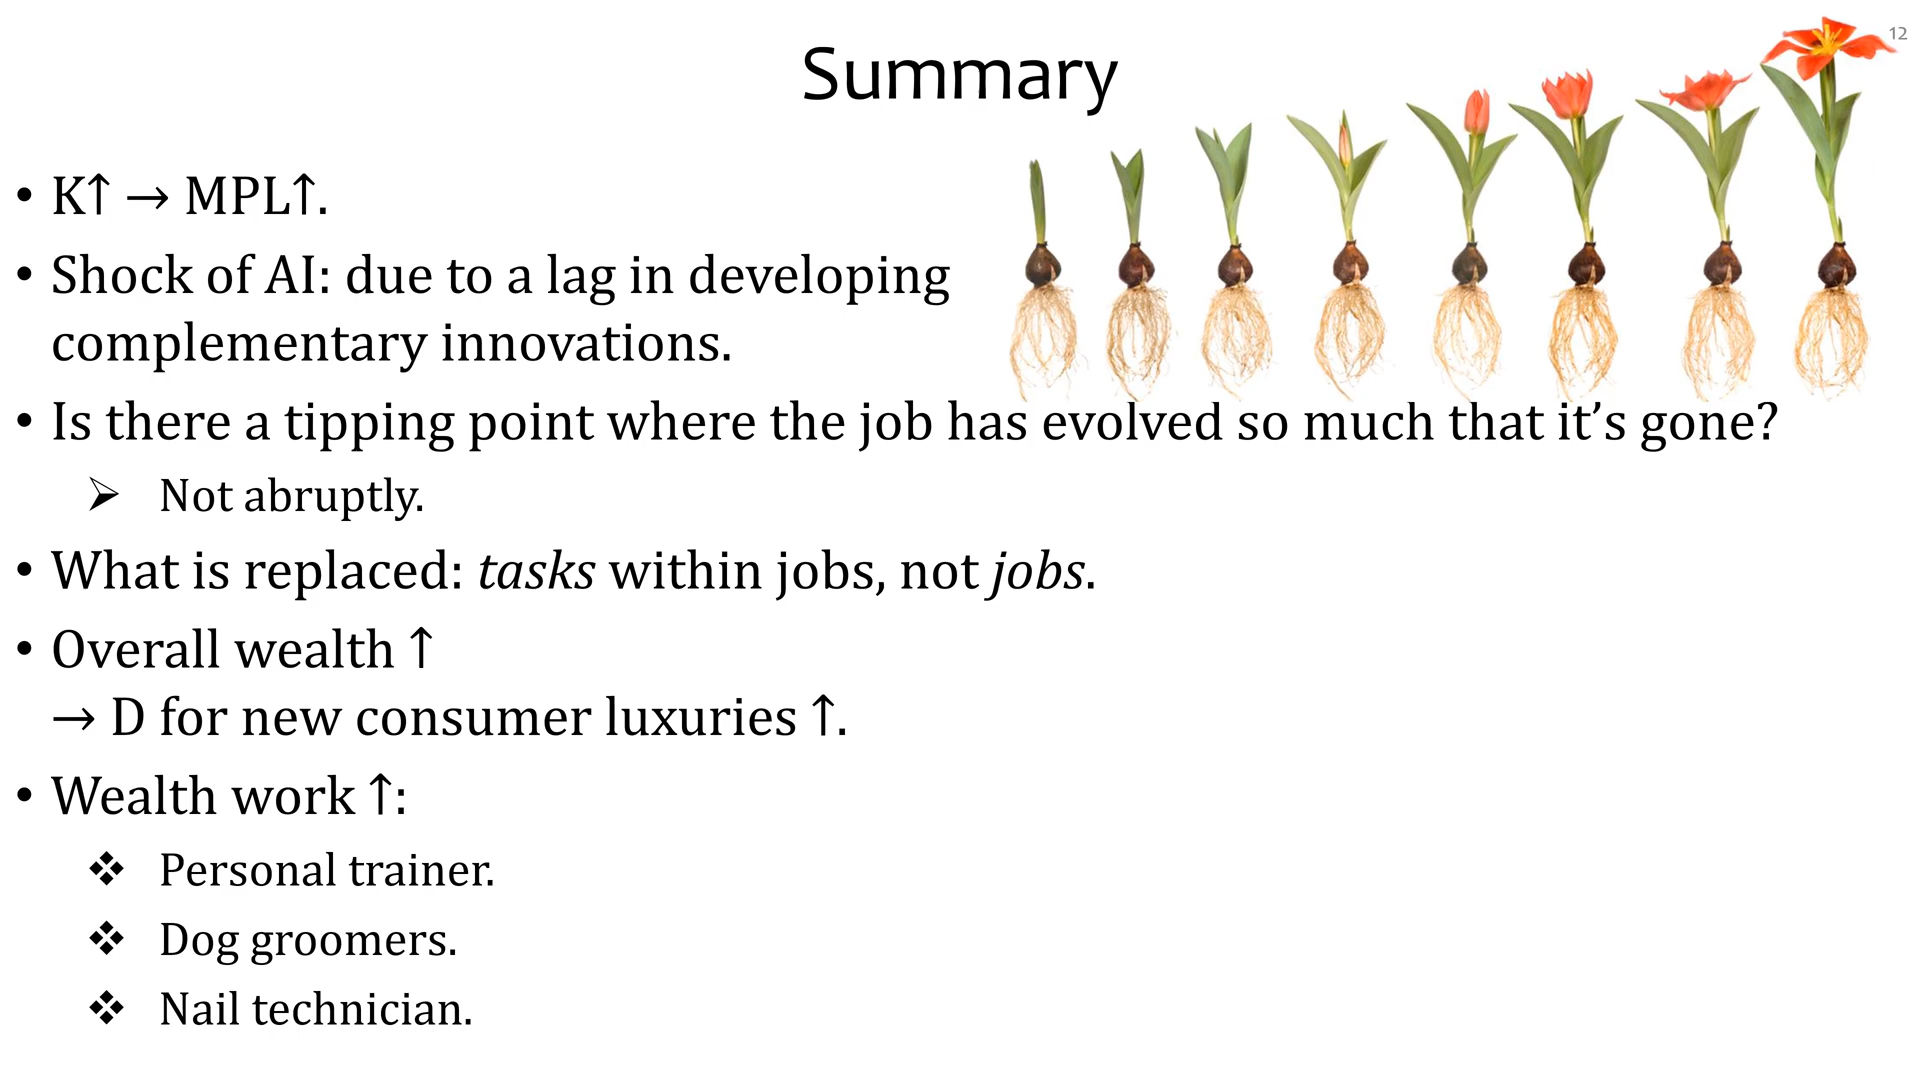 12
Summary
• K↑ → MPL↑.
• Shock of AI: due to a lag in developing
complementary innovations.
• Is there a tipping point where the job has evolved so much that it’s gone?
➢ Not abruptly.
• What is replaced: tasks within jobs, not jobs.
• Overall wealth ↑
→ D for new consumer luxuries ↑.
• Wealth work ↑:
❖ Personal trainer.
❖ Dog groomers.
❖ Nail technician.